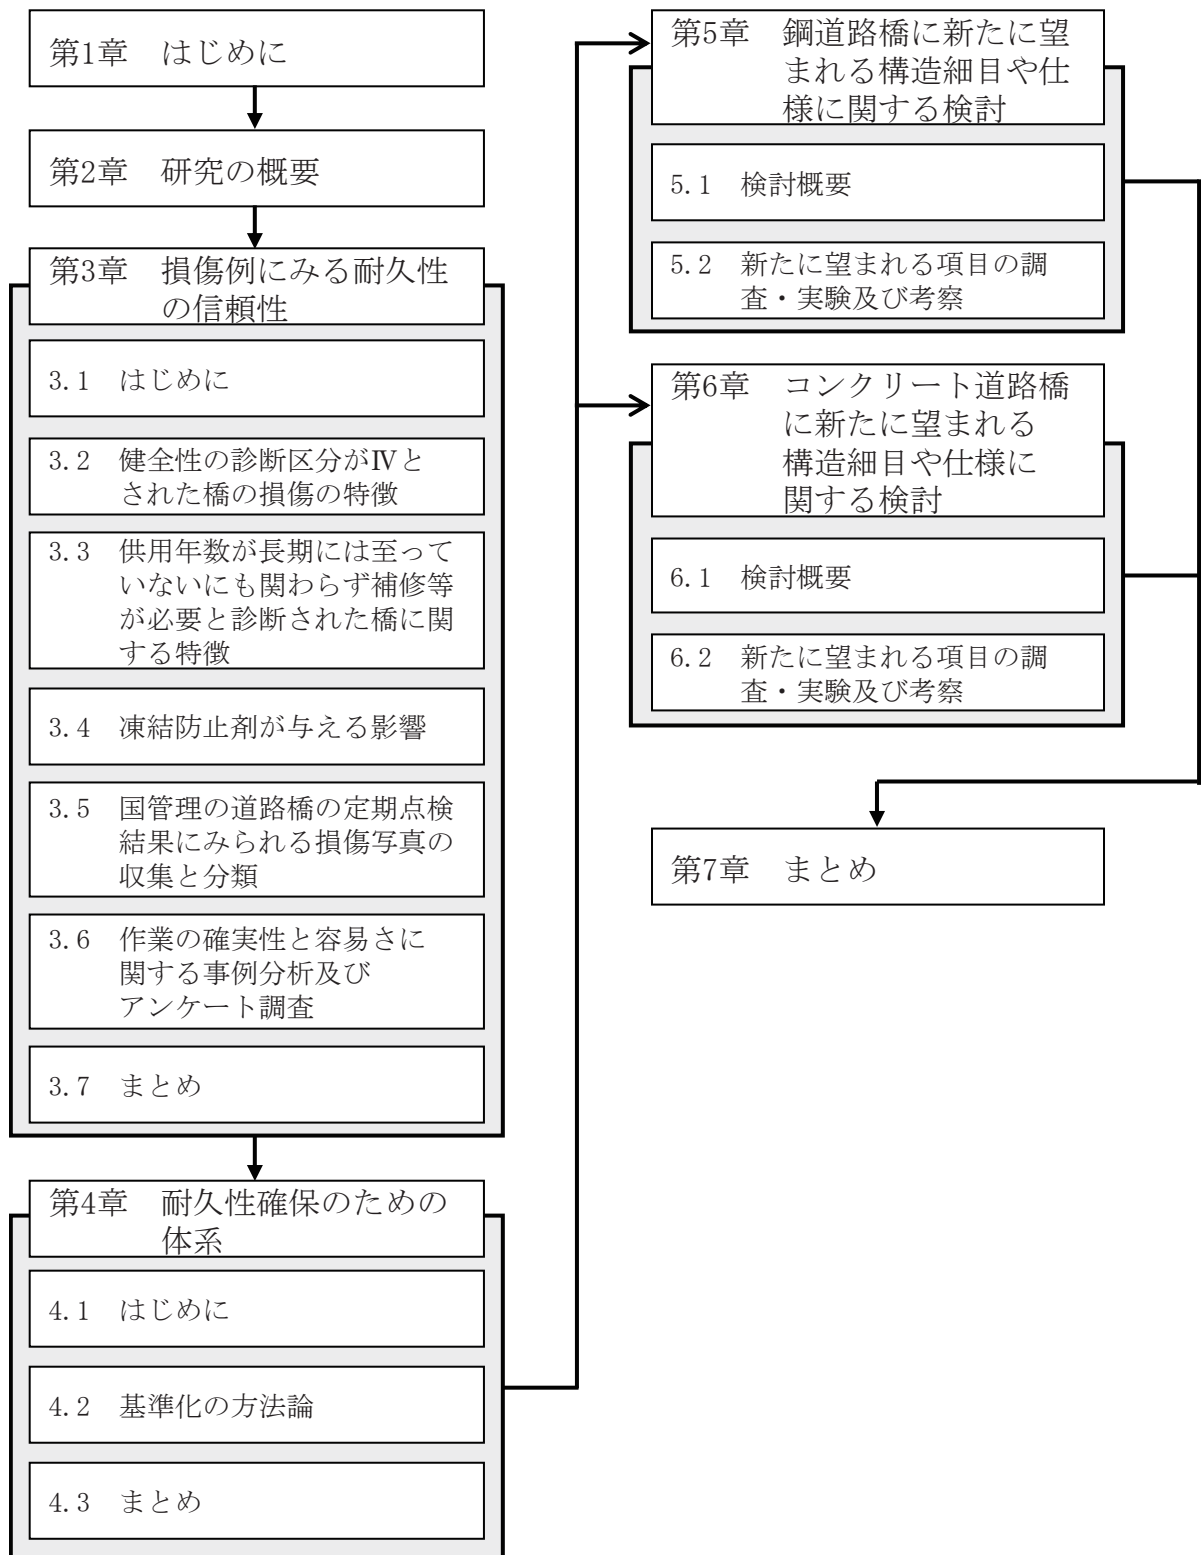 第1章 はじめに
第2章 研究の概要
第3章 損傷例にみる耐久性
の信頼性
3.1 はじめに
3.2 健全性の診断区分がⅣと
された橋の損傷の特徴
3.3 供用年数が長期には至って
いないにも関わらず補修等
が必要と診断された橋に関
する特徴
3.4 凍結防止剤が与える影響
3.5 国管理の道路橋の定期点検
結果にみられる損傷写真の
収集と分類
3.6 作業の確実性と容易さに
関する事例分析及び
アンケート調査
3.7 まとめ
第4章 耐久性確保のための
体系
4.1 はじめに
4.2 基準化の方法論
4.3 まとめ
第5章 鋼道路橋に新たに望
まれる構造細目や仕
様に関する検討
5.1 検討概要
5.2 新たに望まれる項目の調
査・実験及び考察
第6章 コンクリート道路橋
に新たに望まれる
構造細目や仕様に
関する検討
6.1 検討概要
6.2 新たに望まれる項目の調
査・実験及び考察
第7章 まとめ